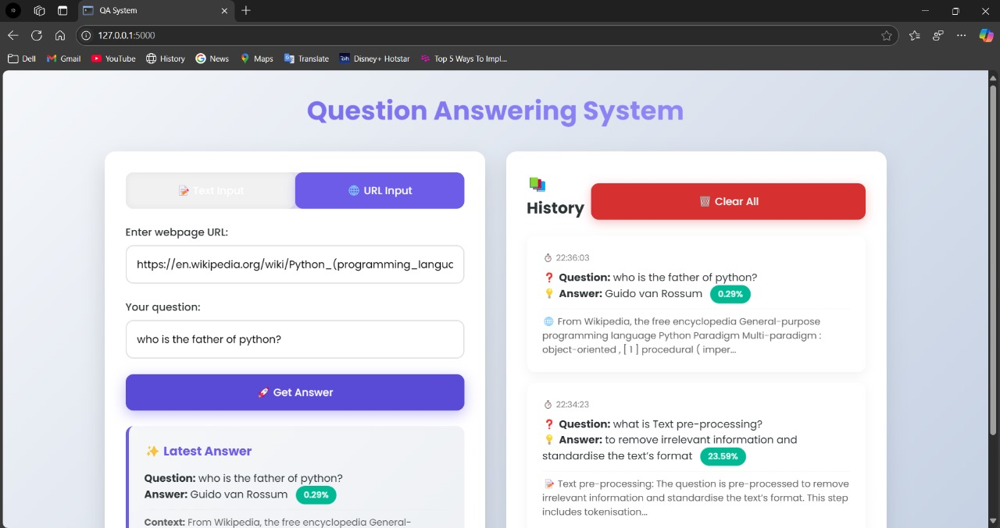 QA System
127.0.0.1:5000
Dell Gmail YouTube History News Maps Translate Disney+ Hotstar Top 5 Ways To Impl...
Question Answering System
📝 Text Input
🌐 URL Input
Enter webpage URL:
https://en.wikipedia.org/wiki/Python_(programming_languc
Your question:
who is the father of python?
🚀 Get Answer
✨ Latest Answer
Question: who is the father of python?
Answer: Guido van Rossum 0.29%
Context: From Wikipedia, the free encyclopedia General-
📚 History
🗑️ Clear All
⏱ 22:36:03
❓ Question: who is the father of python?
💡 Answer: Guido van Rossum 0.29%
🌐 From Wikipedia, the free encyclopedia General-purpose
programming language Python Paradigm Multi-paradigm :
object-oriented , [ 1 ] procedural ( imper...
⏱ 22:34:23
❓ Question: what is Text pre-processing?
💡 Answer: to remove irrelevant information and
standardise the text's format 23.59%
📝 Text pre-processing: The question is pre-processed to remove
irrelevant information and standardise the text's format. This step
includes tokenisation...